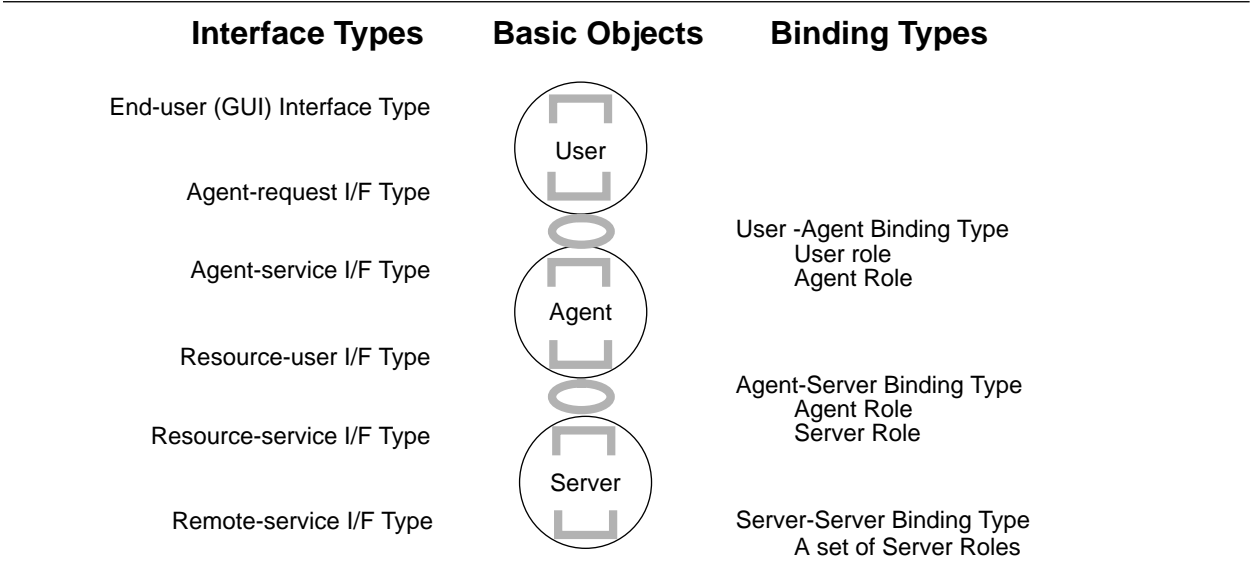 Interface Types Basic Objects Binding Types
End-user (GUI) Interface Type
User
Agent-request I/F Type
User -Agent Binding Type
User role
Agent-service I/F Type
Agent Role
Agent
Resource-user I/F Type
Agent-Server Binding Type
Agent Role
Resource-service I/F Type
Server Role
Server
Remote-service I/F Type
Server-Server Binding Type
A set of Server Roles